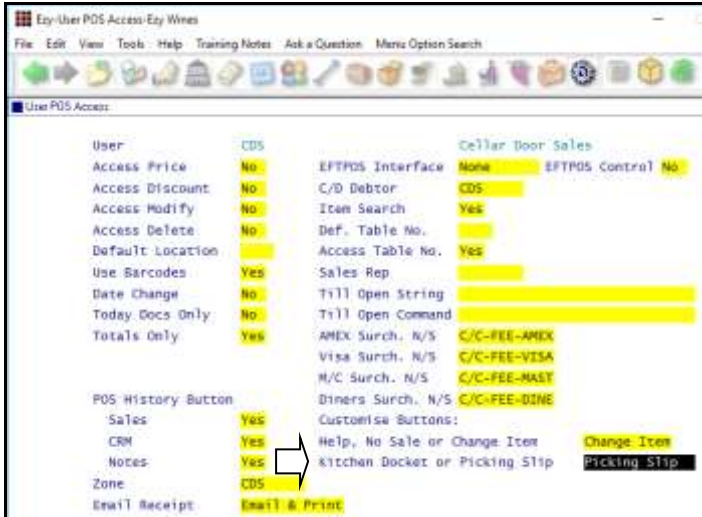 Ezy-User POS Access-Ezy Wines
File Edit View Tools Help Training Notes Ask a Question Menu Option Search
User POS Access
User CDS Cellar Door Sales
Access Price No EFTPOS Interface None EFTPOS Control No
Access Discount No C/D Debtor CDS
Access Modify No Item Search Yes
Access Delete No Def. Table No.
Default Location Access Table No. Yes
Use Barcodes Yes Sales Rep
Date Change No Till Open String
Today Docs Only No Till Open Command
Totals Only Yes AMEX Surch. N/S C/C-FEE-AMEX
Visa Surch. N/S C/C-FEE-VISA
M/C Surch. N/S C/C-FEE-MAST
POS History Button Diners Surch. N/S C/C-FEE-DINE
Sales Yes Customise Buttons:
CRM Yes Help, No Sale or Change Item Change Item
Notes Yes Kitchen Docket or Picking Slip Picking Slip
Zone CDS
Email Receipt Email & Print